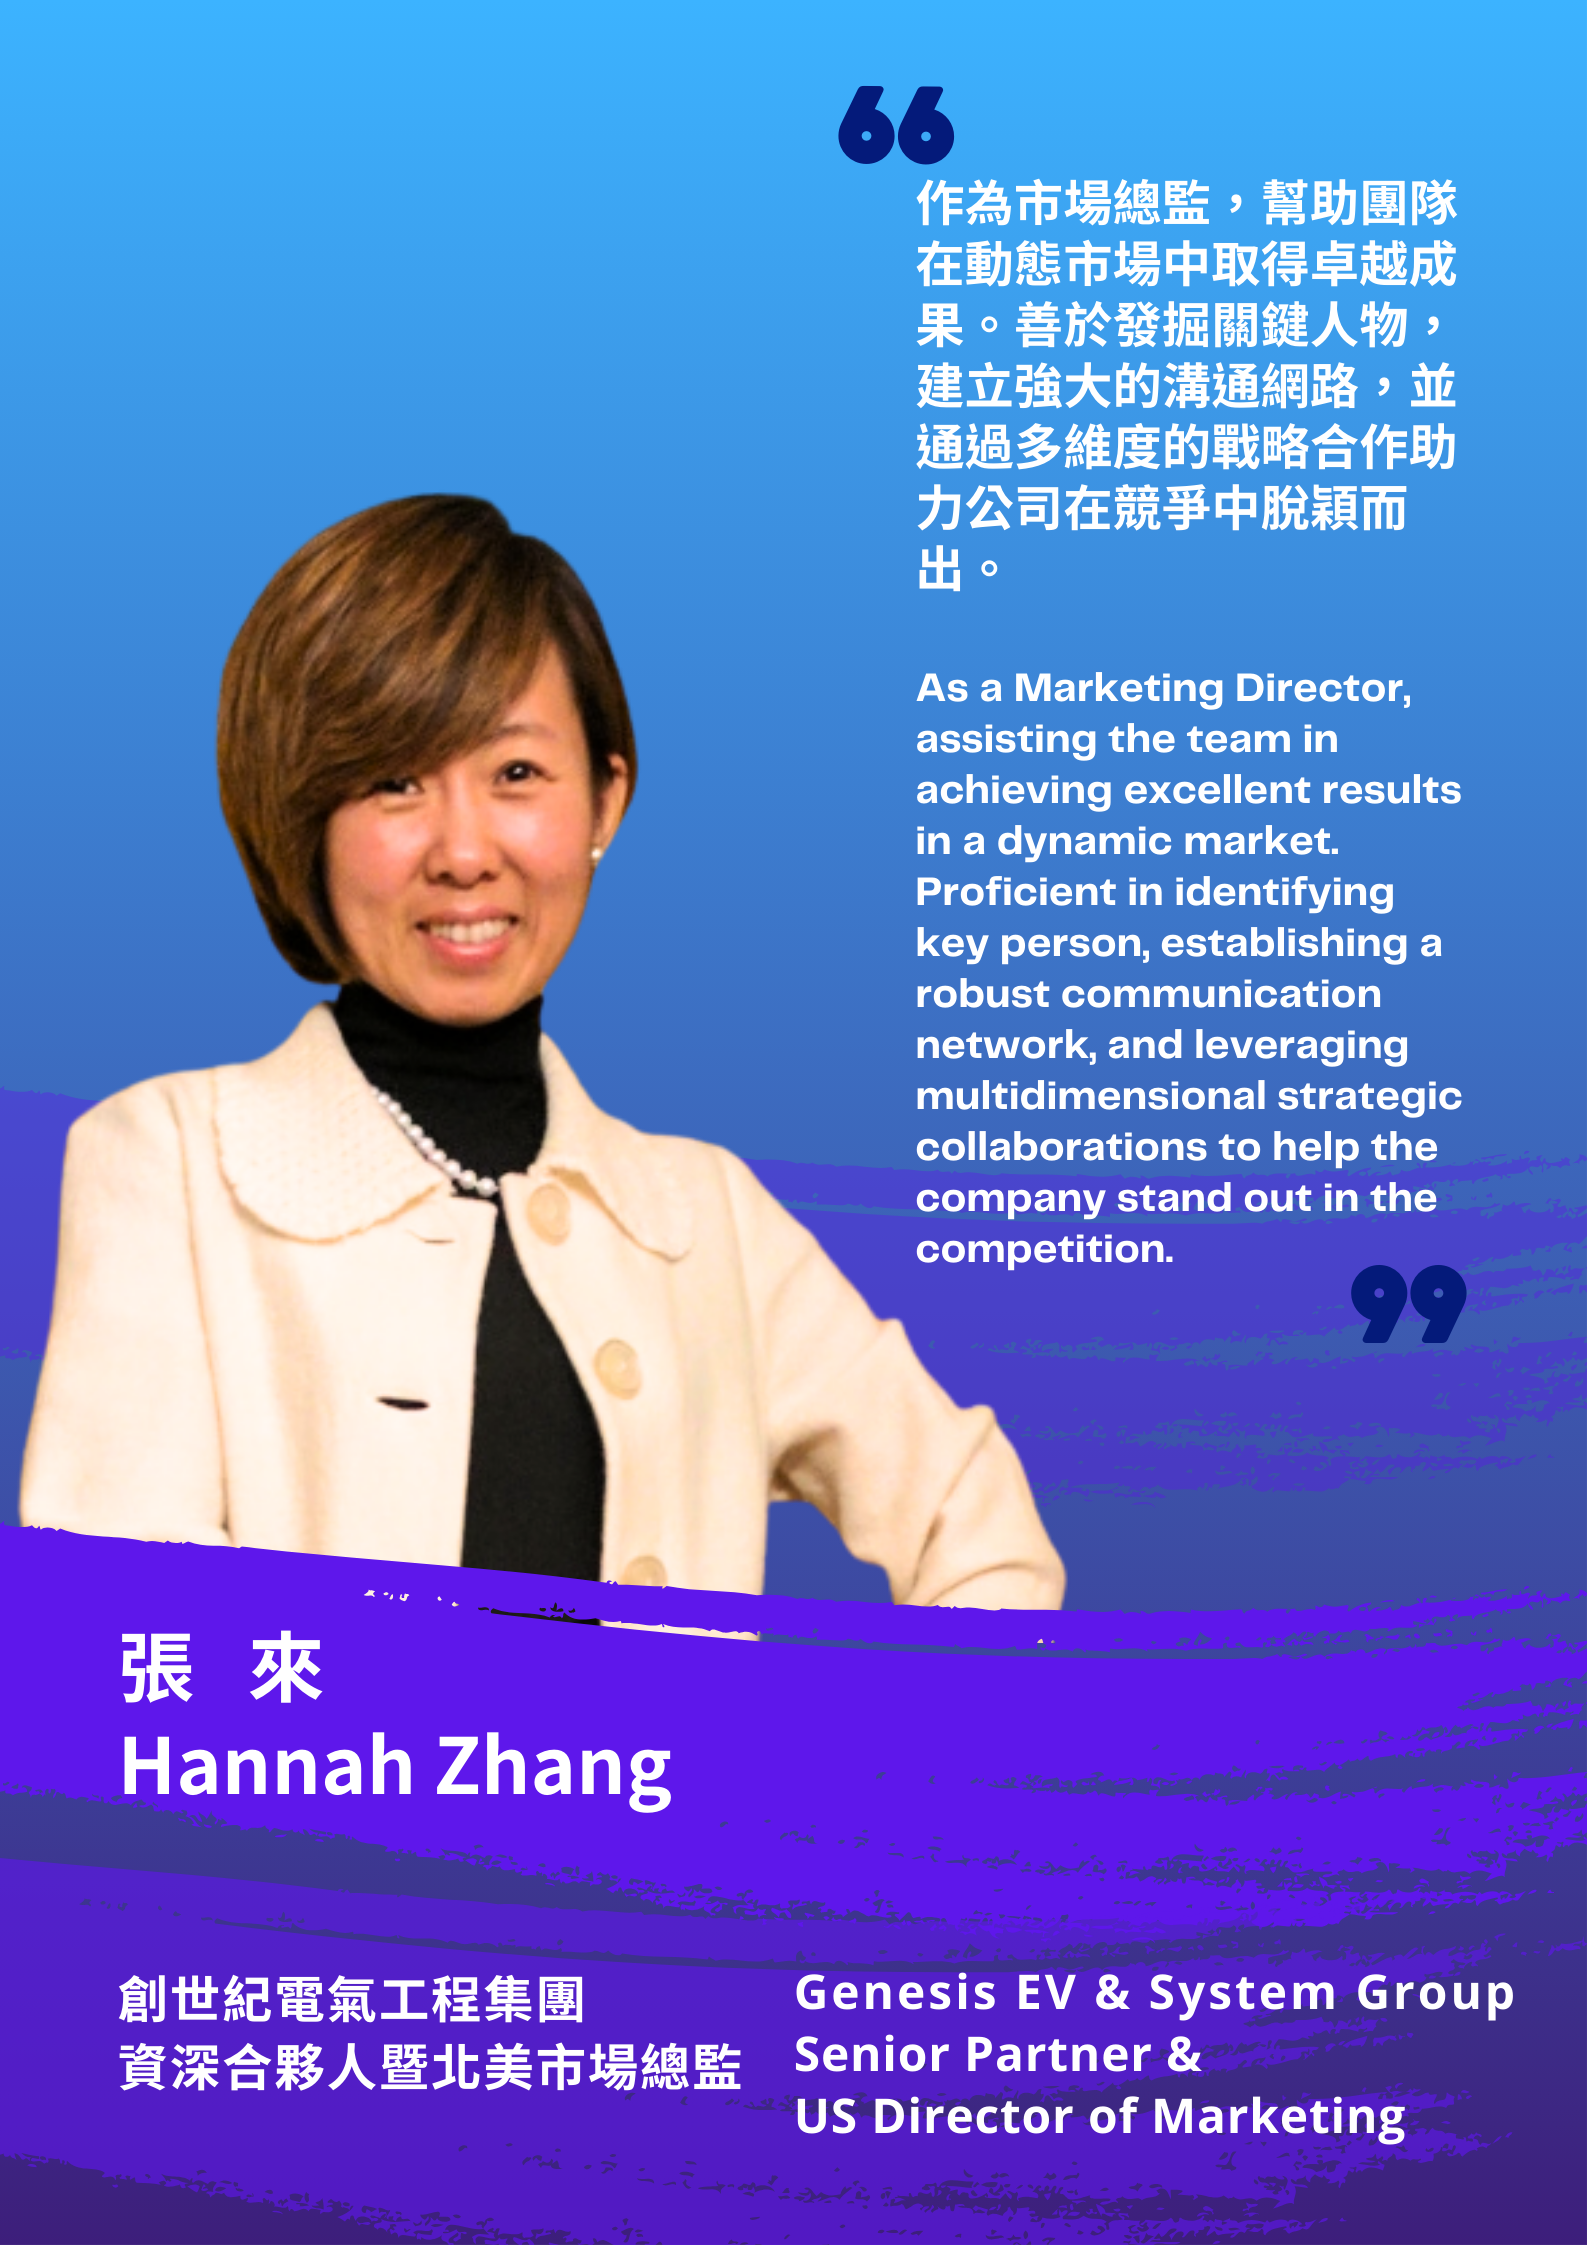 作為市場總監，幫助團隊
在動態市場中取得卓越成
果。善於發掘關鍵人物，
建立強大的溝通網路，並
通過多維度的戰略合作助
力公司在競爭中脫穎而
出。
As a Marketing Director,
assisting the team in
achieving excellent results
in a dynamic market.
Proficient in identifying
key person, establishing a
robust communication
network, and leveraging
multidimensional strategic
collaborations to help the
company stand out in the
competition.
張 來
Hannah Zhang
創世紀電氣工程集團
資深合夥人暨北美市場總監
Genesis EV & System Group
Senior Partner &
US Director of Marketing